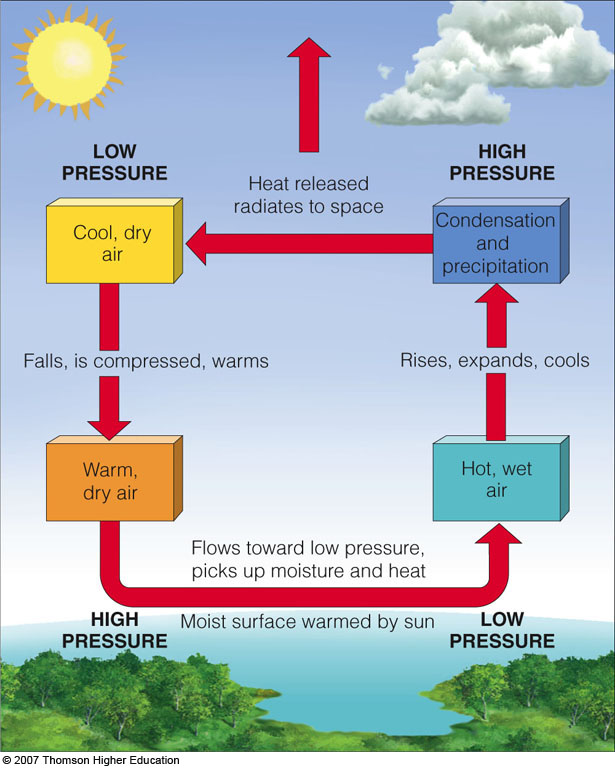 LOW
PRESSURE
HIGH
PRESSURE
Heat released
radiates to space
Cool, dry
air
Condensation
and
precipitation
Falls, is compressed, warms
Rises, expands, cools
Warm,
dry air
Hot, wet
air
Flows toward low pressure,
picks up moisture and heat
HIGH
PRESSURE
Moist surface warmed by sun
LOW
PRESSURE
© 2007 Thomson Higher Education